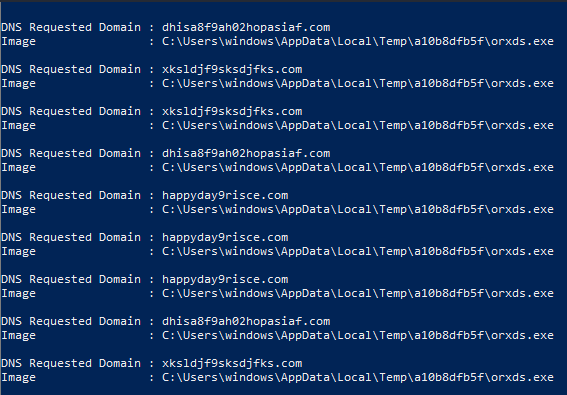 DNS Requested Domain : dhisa8f9ah02hopasiaf.com
Image                : C:\Users\windows\AppData\Local\Temp\a10b8dfb5f\orxds.exe
DNS Requested Domain : xksldjf9sksdjfks.com
Image                : C:\Users\windows\AppData\Local\Temp\a10b8dfb5f\orxds.exe
DNS Requested Domain : xksldjf9sksdjfks.com
Image                : C:\Users\windows\AppData\Local\Temp\a10b8dfb5f\orxds.exe
DNS Requested Domain : dhisa8f9ah02hopasiaf.com
Image                : C:\Users\windows\AppData\Local\Temp\a10b8dfb5f\orxds.exe
DNS Requested Domain : happyday9risce.com
Image                : C:\Users\windows\AppData\Local\Temp\a10b8dfb5f\orxds.exe
DNS Requested Domain : happyday9risce.com
Image                : C:\Users\windows\AppData\Local\Temp\a10b8dfb5f\orxds.exe
DNS Requested Domain : happyday9risce.com
Image                : C:\Users\windows\AppData\Local\Temp\a10b8dfb5f\orxds.exe
DNS Requested Domain : dhisa8f9ah02hopasiaf.com
Image                : C:\Users\windows\AppData\Local\Temp\a10b8dfb5f\orxds.exe
DNS Requested Domain : xksldjf9sksdjfks.com
Image                : C:\Users\windows\AppData\Local\Temp\a10b8dfb5f\orxds.exe